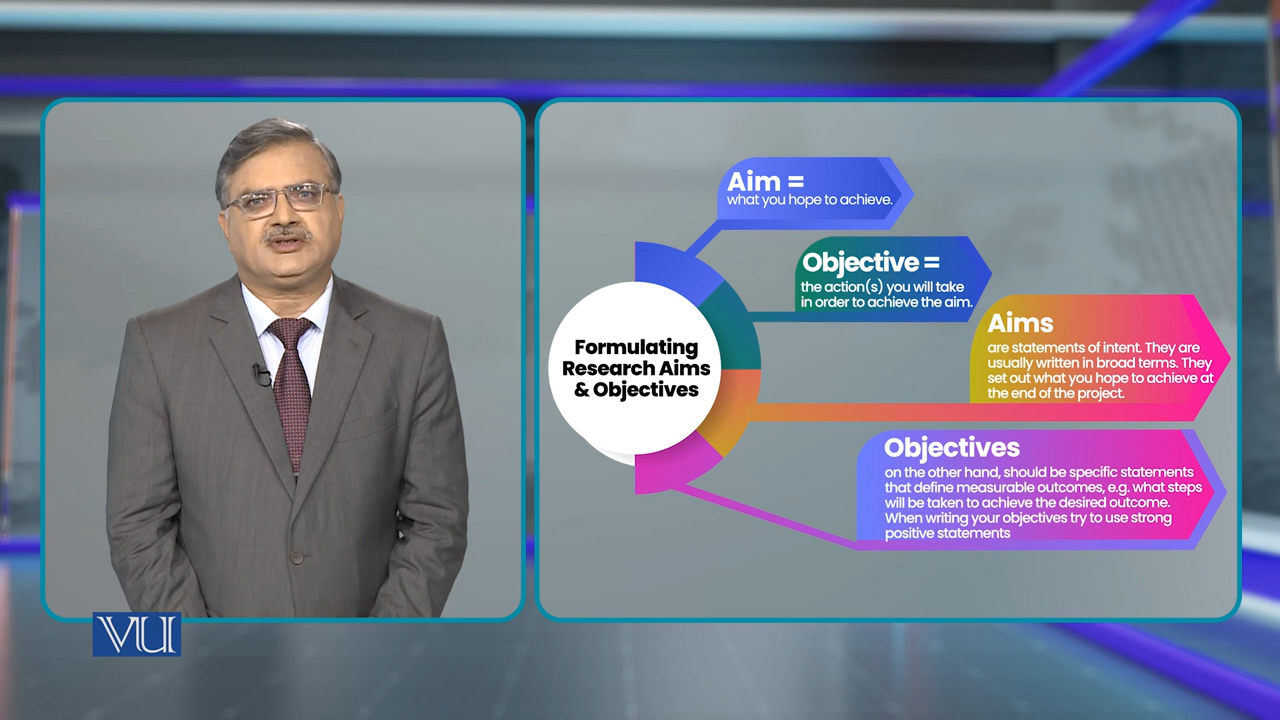 Aim =
what you hope to achieve.
Objective =
the action(s) you will take
in order to achieve the aim.
Formulating
Research Aims
& Objectives
Aims
are statements of intent. They are
usually written in broad terms. They
set out what you hope to achieve at
the end of the project.
Objectives
on the other hand, should be specific statements
that define measurable outcomes, e.g. what steps
will be taken to achieve the desired outcome.
When writing your objectives try to use strong
positive statements
VU